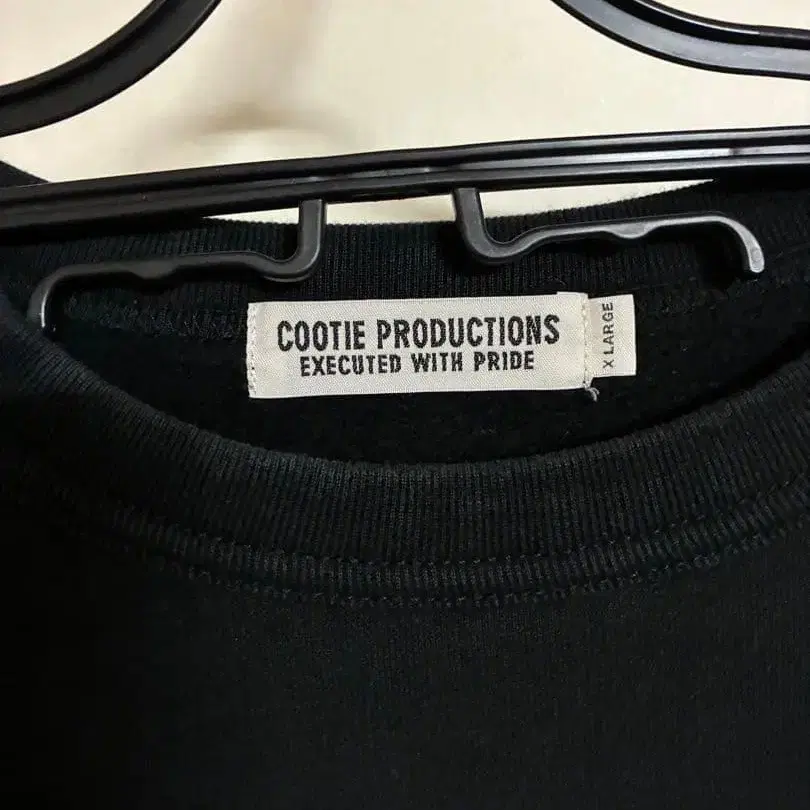 COOTIE PRODUCTIONS
EXECUTED WITH PRIDE
X LARGE